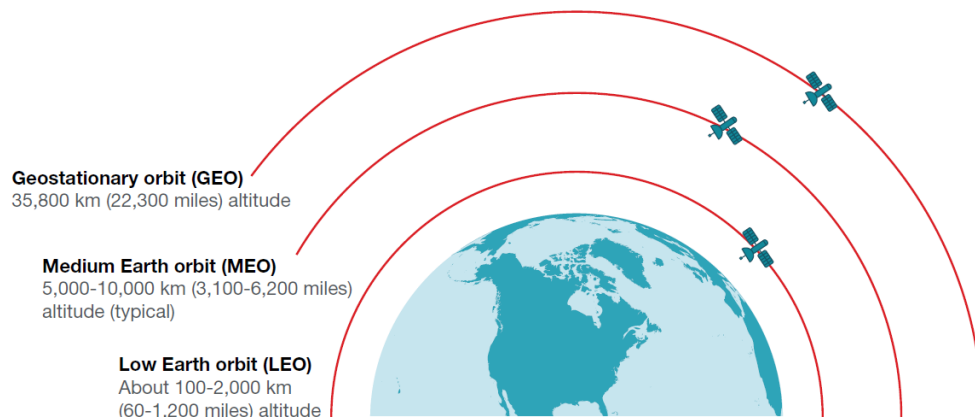 Geostationary orbit (GEO)
35,800 km (22,300 miles) altitude
Medium Earth orbit (MEO)
5,000-10,000 km (3,100-6,200 miles)
altitude (typical)
Low Earth orbit (LEO)
About 100-2,000 km
(60-1,200 miles) altitude